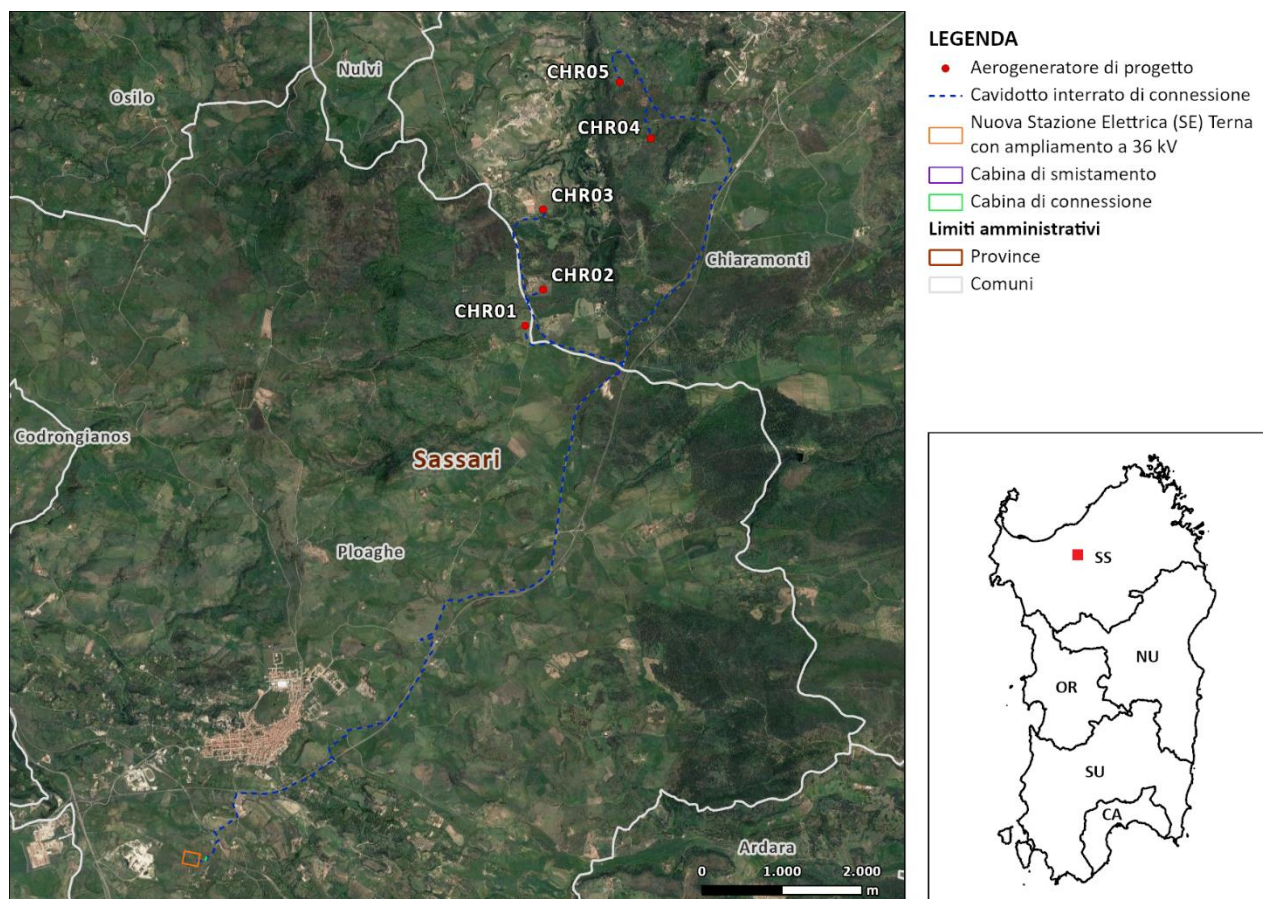 Nulvi
Osilo
CHR05
CHR04
CHR03
Chiaramonti
CHR02
CHR01
Codrongianos
Sassari
Ploaghe
Ardara
0 1.000 2.000
m
LEGENDA
Aerogeneratore di progetto
Cavidotto interrato di connessione
Nuova Stazione Elettrica (SE) Terna
con ampliamento a 36 kV
Cabina di smistamento
Cabina di connessione
Limiti amministrativi
Province
Comuni
SS
NU
OR
SU
CA